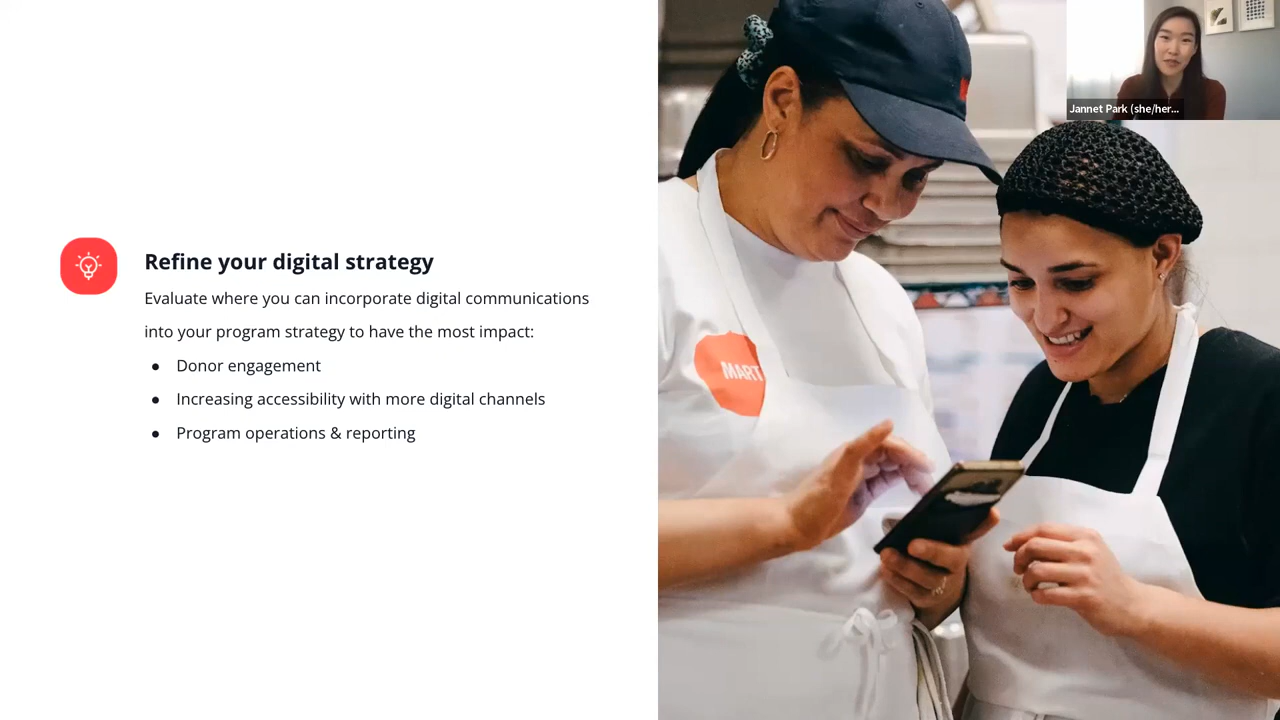 Jannet Park (she/her...
Refine your digital strategy
Evaluate where you can incorporate digital communications
into your program strategy to have the most impact:
● Donor engagement
● Increasing accessibility with more digital channels
● Program operations & reporting
MART